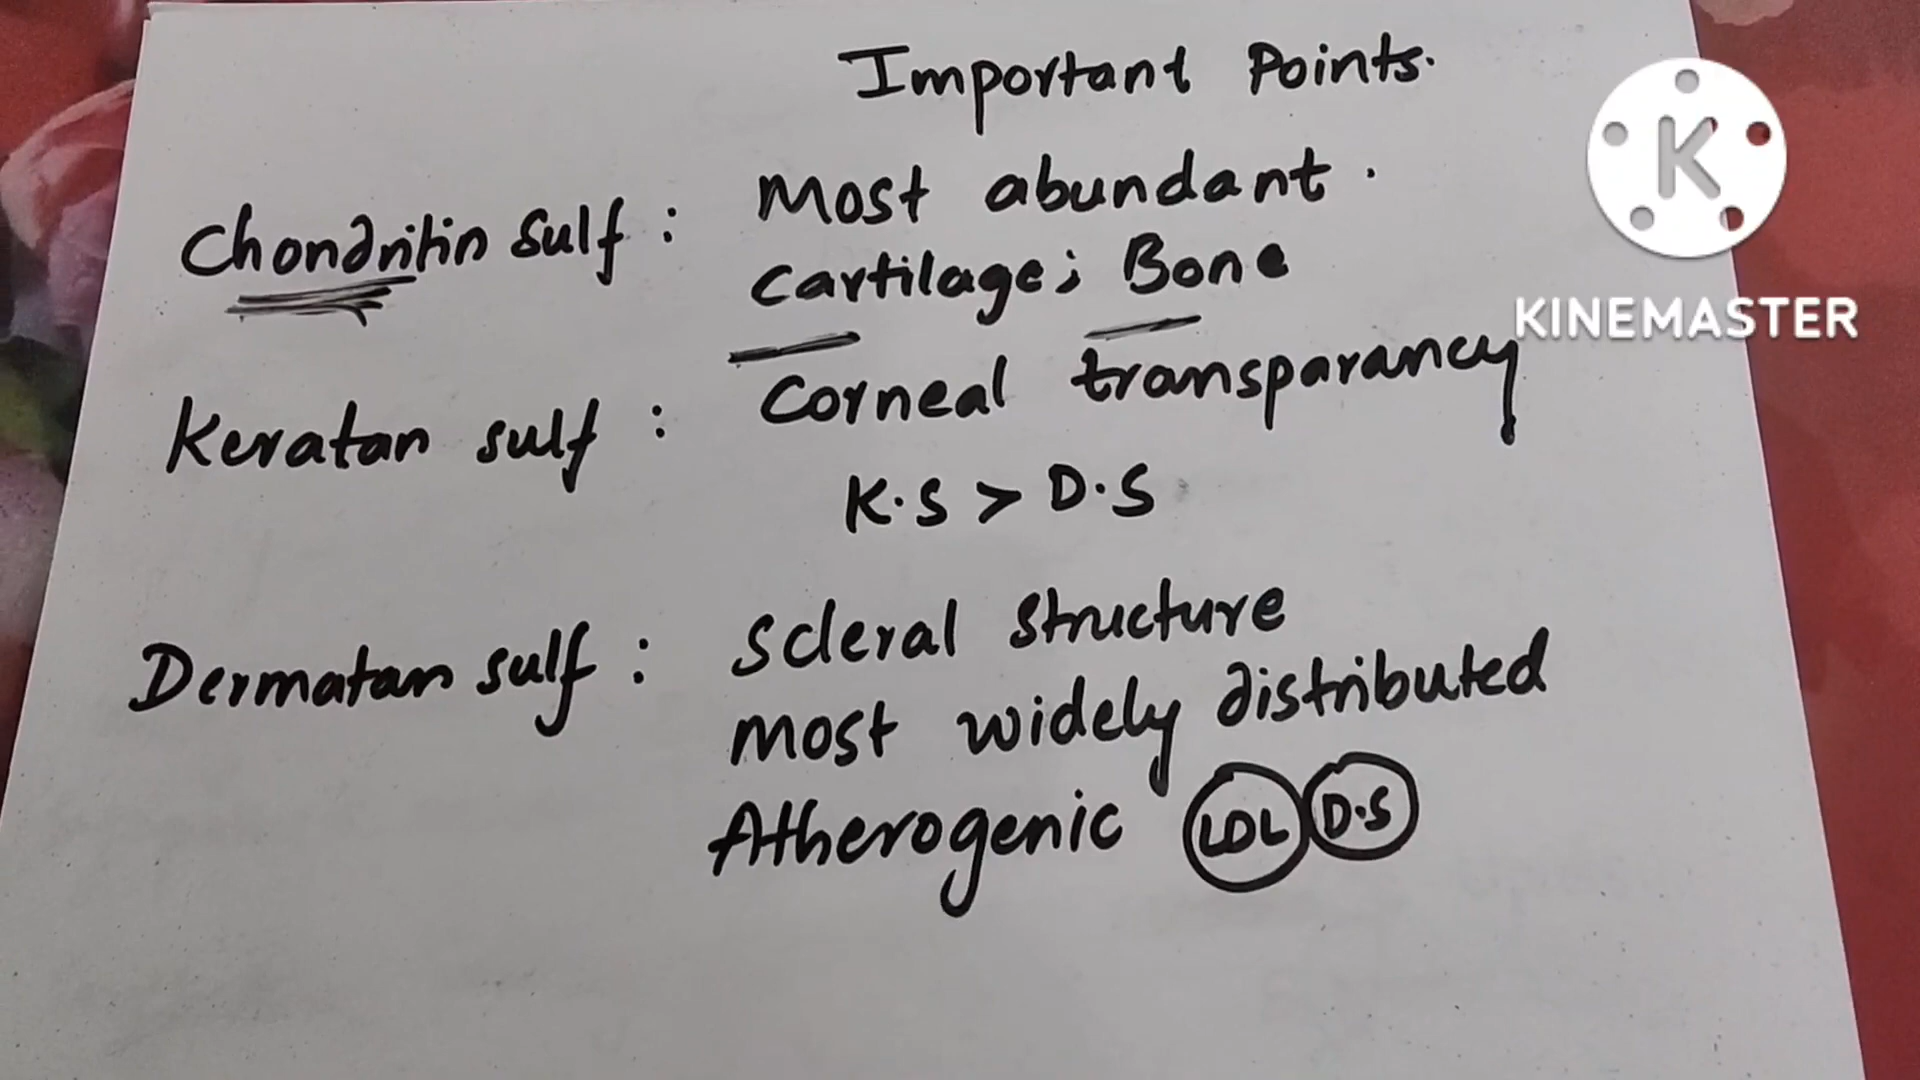 Important Points.
Chondritin sulf : Most abundant.
cartilage; Bone
Keratan sulf : Corneal transparancy
K.S > D.S
Dermatan sulf : Scleral structure
most widely distributed
Atherogenic LDL D.S
K
KINEMASTER